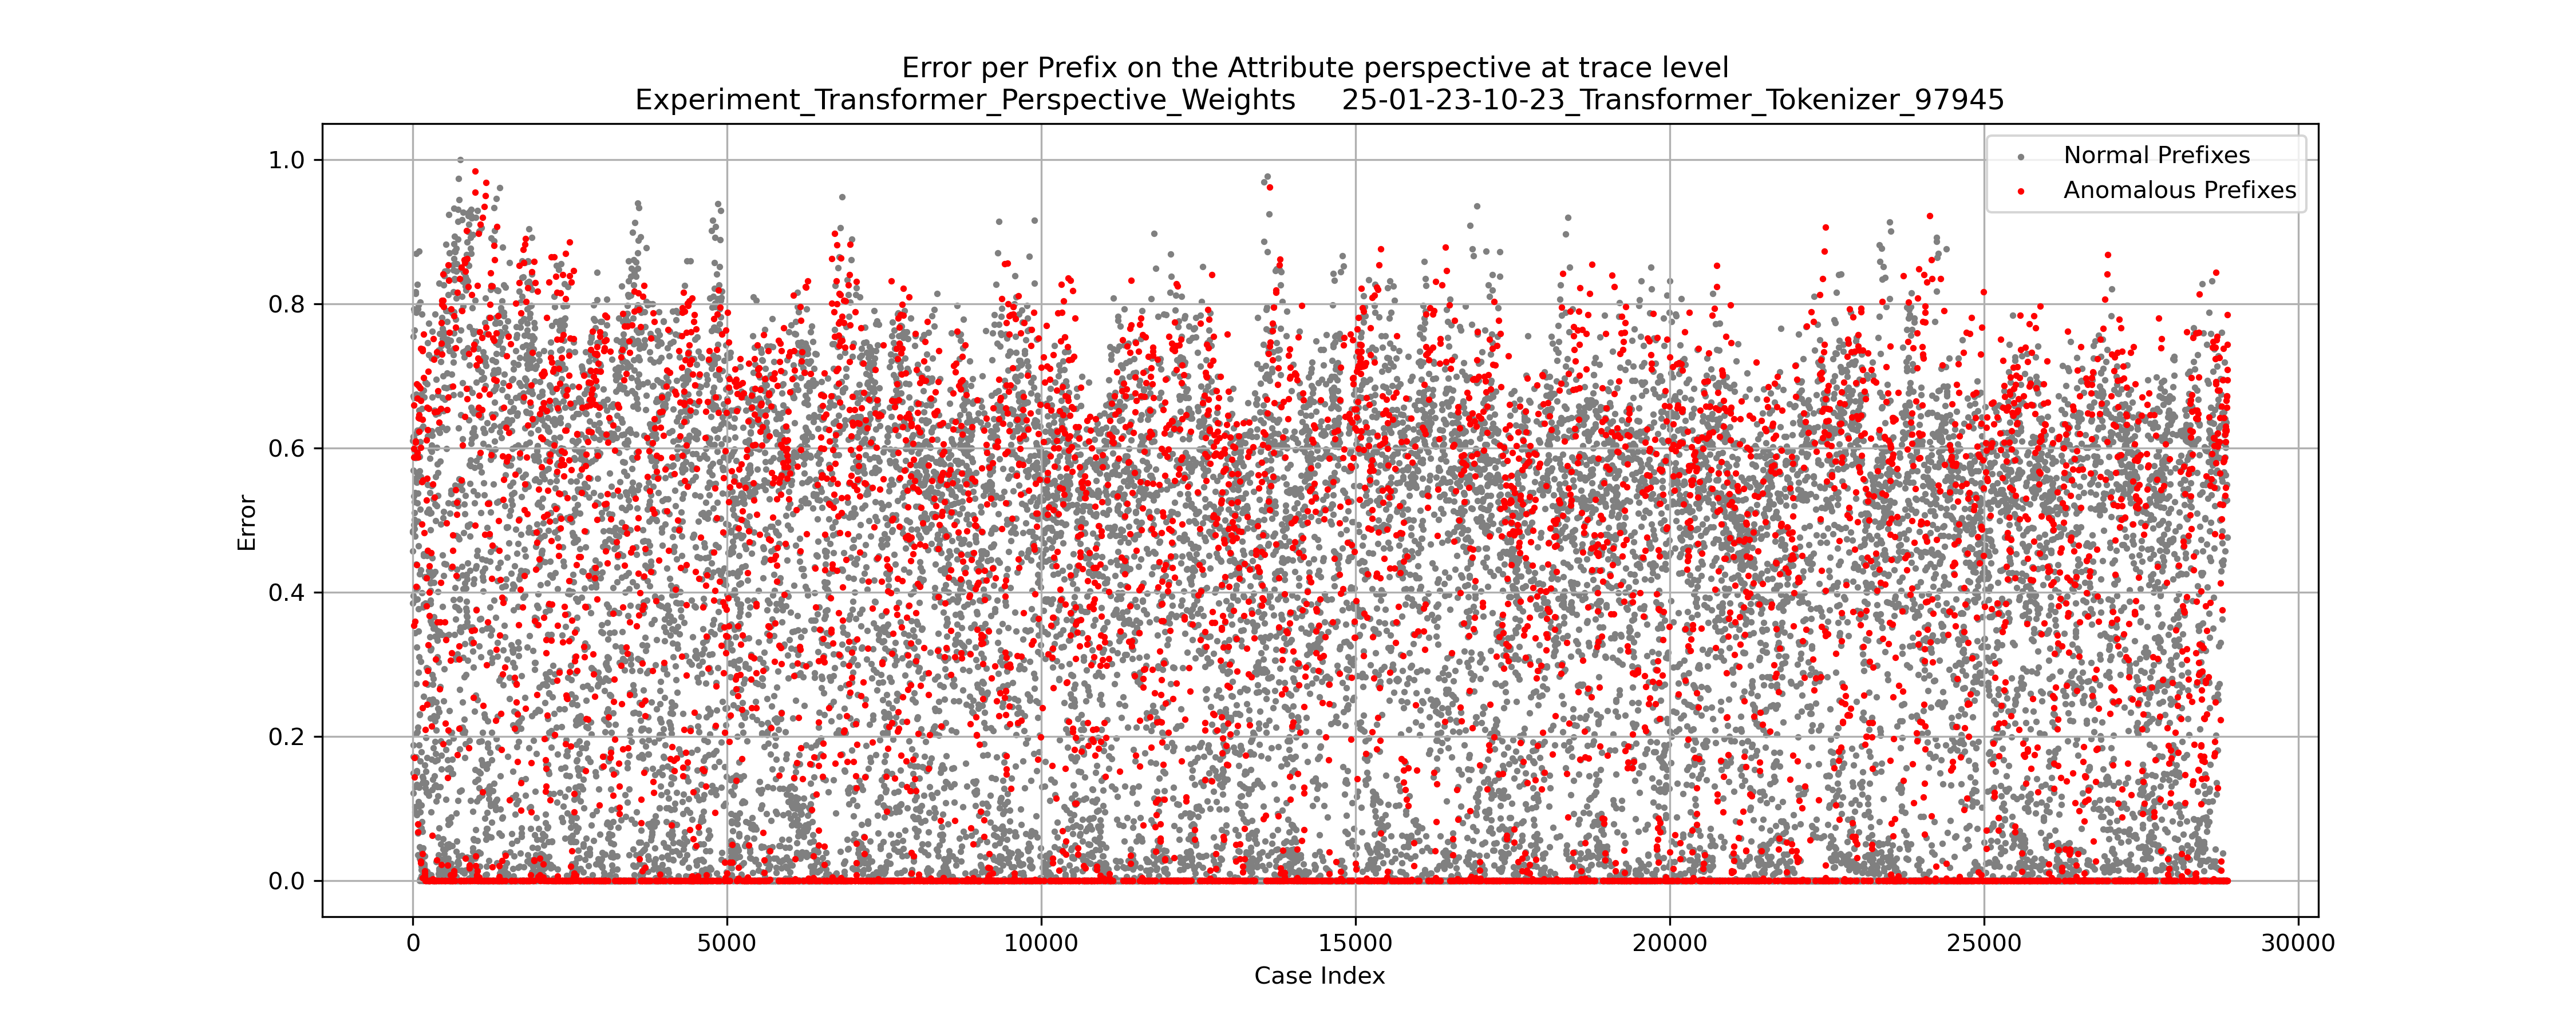 Error per Prefix on the Attribute perspective at trace level
Experiment_Transformer_Perspective_Weights 25-01-23-10-23_Transformer_Tokenizer_97945
Normal Prefixes
Anomalous Prefixes
1.0
0.8
0.6
0.4
0.2
0.0
Error
0 5000 10000 15000 20000 25000 30000
Case Index